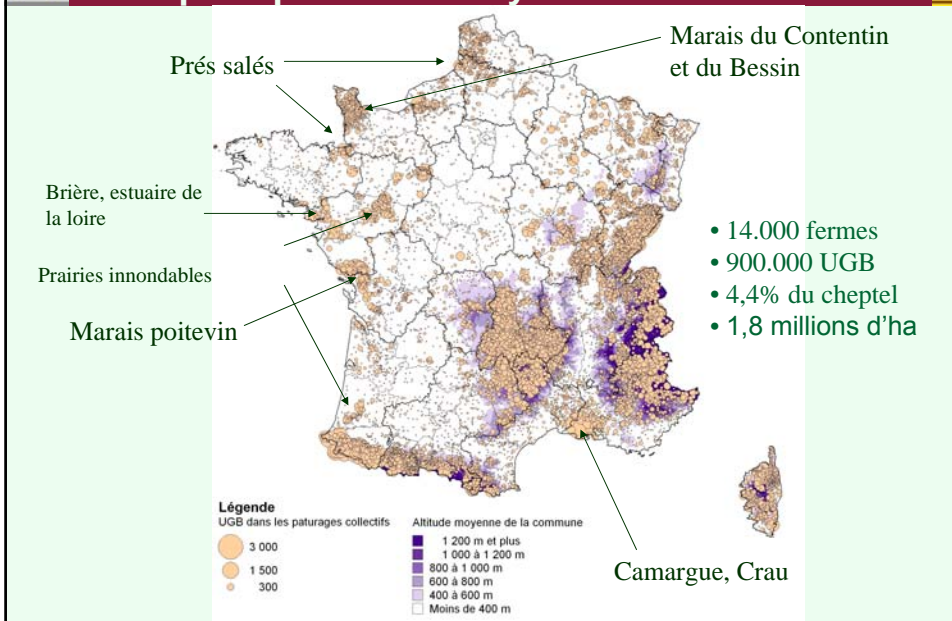 Marais du Contentin
et du Bessin
Prés salés
Brière, estuaire de
la loire
Prairies innondables
Marais poitevin
• 14.000 fermes
• 900.000 UGB
• 4,4% du cheptel
• 1,8 millions d’ha
Camargue, Crau
Légende
UGB dans les paturages collectifs
3 000
1 500
300
Altitude moyenne de la commune
1 200 m et plus
1 000 à 1 200 m
800 à 1 000 m
600 à 800 m
400 à 600 m
Moins de 400 m